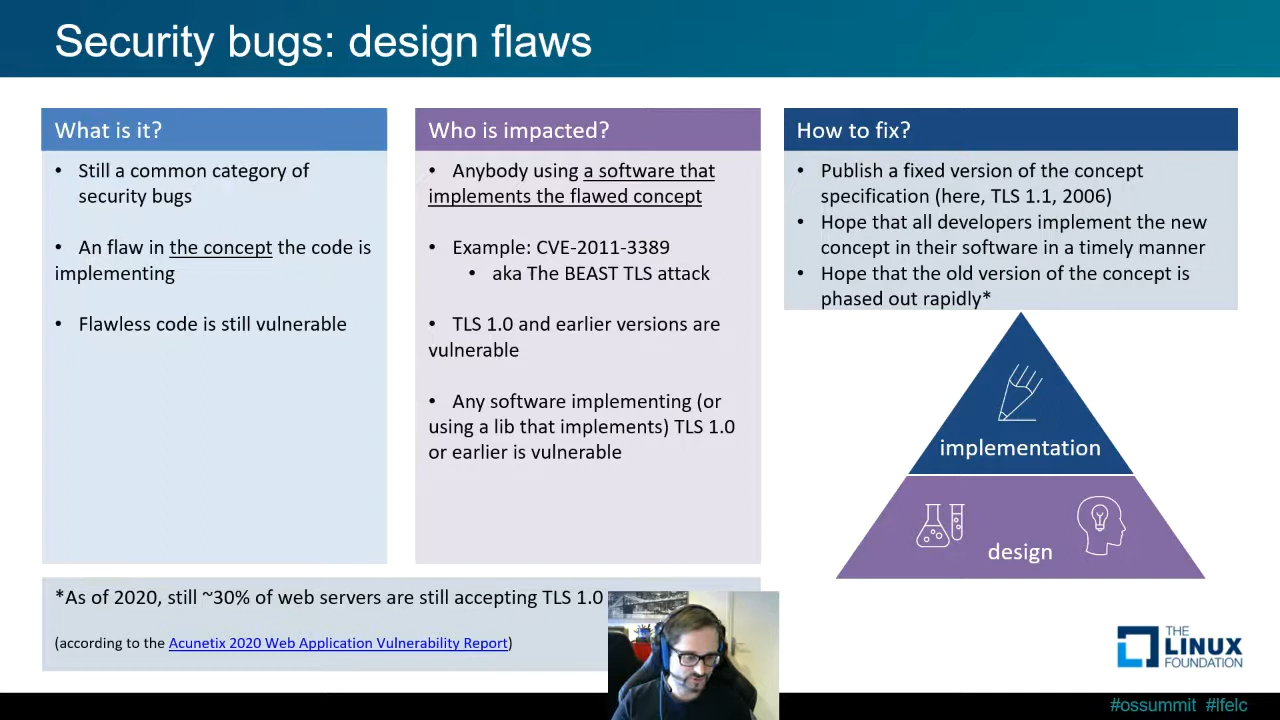 Security bugs: design flaws
What is it?
• Still a common category of
security bugs
• An flaw in the concept the code is
implementing
• Flawless code is still vulnerable
Who is impacted?
• Anybody using a software that
implements the flawed concept
• Example: CVE-2011-3389
• aka The BEAST TLS attack
• TLS 1.0 and earlier versions are
vulnerable
• Any software implementing (or
using a lib that implements) TLS 1.0
or earlier is vulnerable
How to fix?
• Publish a fixed version of the concept
specification (here, TLS 1.1, 2006)
• Hope that all developers implement the new
concept in their software in a timely manner
• Hope that the old version of the concept is
phased out rapidly*
implementation
design
*As of 2020, still ~30% of web servers are still accepting TLS 1.0
(according to the Acunetix 2020 Web Application Vulnerability Report)
THE
LINUX
FOUNDATION
#ossummit #lfelc